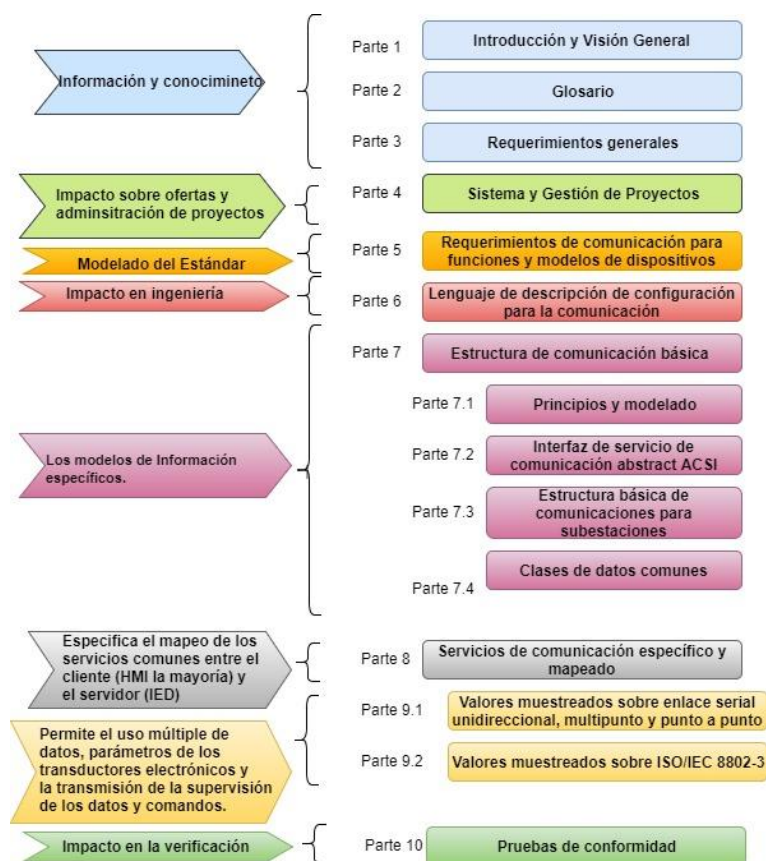 Información y conocimineto
Parte 1
Introducción y Visión General
Parte 2
Glosario
Parte 3
Requerimientos generales
Impacto sobre ofertas y
adminsitración de proyectos
Parte 4
Sistema y Gestión de Proyectos
Modelado del Estándar
Parte 5
Requerimientos de comunicación para
funciones y modelos de dispositivos
Impacto en ingeniería
Parte 6
Lenguaje de descripción de configuración
para la comunicación
Los modelos de Información
específicos.
Parte 7
Estructura de comunicación básica
Parte 7.1
Principios y modelado
Parte 7.2
Interfaz de servicio de
comunicación abstract ACSI
Parte 7.3
Estructura básica de
comunicaciones para
subestaciones
Parte 7.4
Clases de datos comunes
Especifica el mapeo de los
servicios comunes entre el
cliente (HMI la mayoría) y
el servidor (IED)
Parte 8
Servicios de comunicación específico y
mapeado
Permite el uso múltiple de
datos, parámetros de los
transductores electrónicos y
la transmisión de la supervisión
de los datos y comandos.
Parte 9.1
Valores muestreados sobre enlace serial
unidireccional, multipunto y punto a punto
Parte 9.2
Valores muestreados sobre ISO/IEC 8802-3
Impacto en la verificación
Parte 10
Pruebas de conformidad